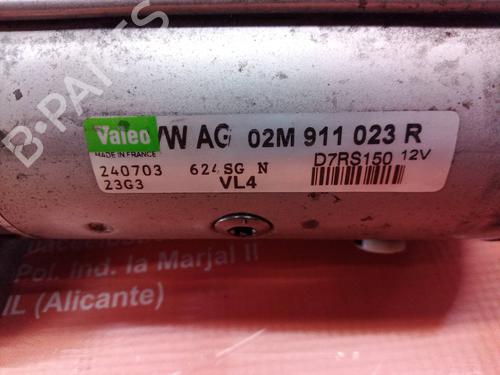 B-PARTS
Valeo VW AG 02M 911 023 R
MADE IN FRANCE
D7RS150 12V
240703 624 SG N
23G3 VL4
Pol. Ind. la Marjal II
IL (Alicante)